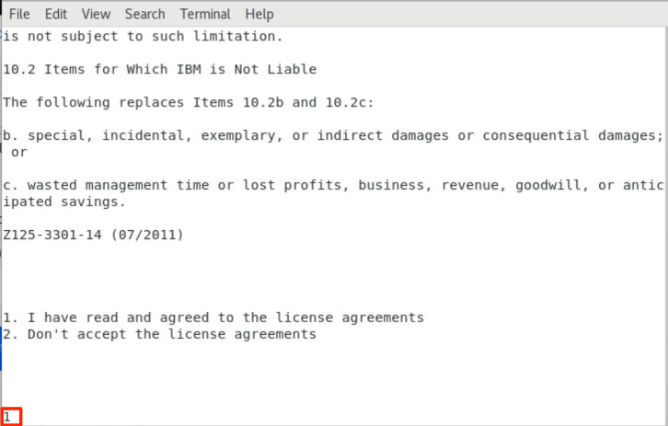 File Edit View Search Terminal Help
is not subject to such limitation.
10.2 Items for Which IBM is Not Liable
The following replaces Items 10.2b and 10.2c:
b. special, incidental, exemplary, or indirect damages or consequential damages;
or
c. wasted management time or lost profits, business, revenue, goodwill, or antic
ipated savings.
Z125-3301-14 (07/2011)
1. I have read and agreed to the license agreements
2. Don't accept the license agreements
1